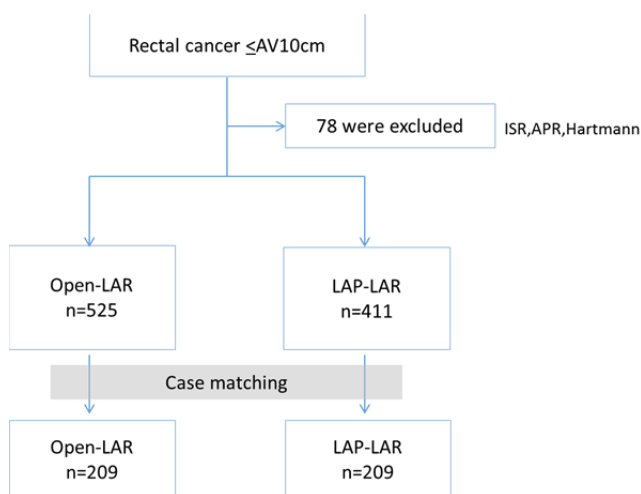 Rectal cancer ≤AV10cm
78 were excluded
ISR,APR,Hartmann
Open-LAR
n=525
LAP-LAR
n=411
Case matching
Open-LAR
n=209
LAP-LAR
n=209